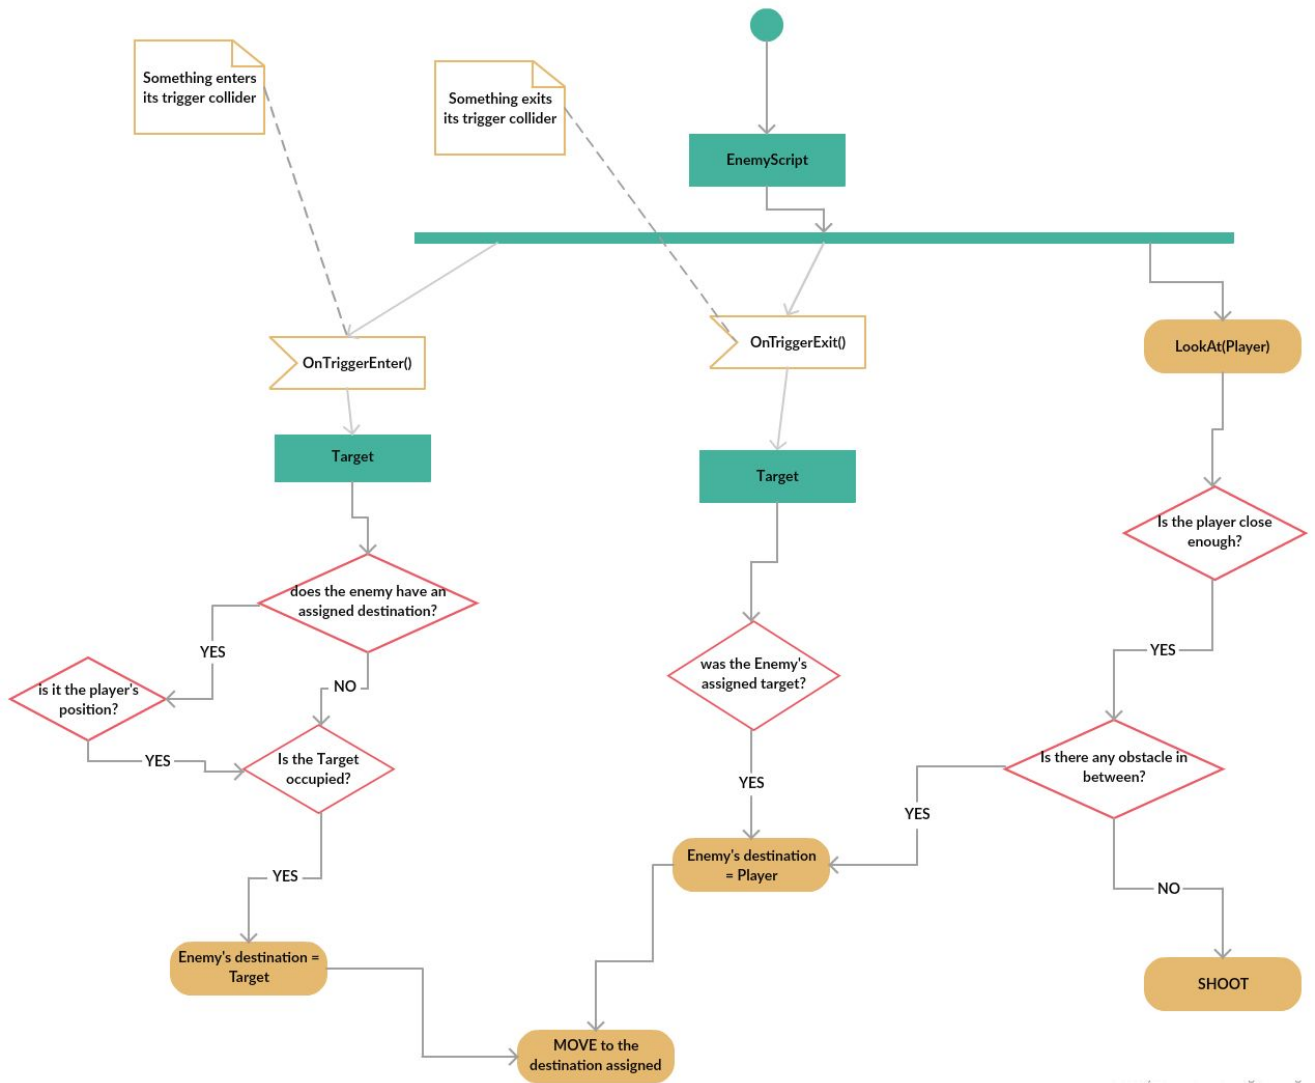 Something enters
its trigger collider
Something exits
its trigger collider
EnemyScript
OnTriggerEnter()
OnTriggerExit()
LookAt(Player)
Target
Target
Is the player close
enough?
does the enemy have an
assigned destination?
YES
NO
is it the player's
position?
YES
Is the Target
occupied?
was the Enemy's
assigned target?
YES
YES
Is there any obstacle in
between?
YES
Enemy's destination
= Player
YES
NO
Enemy's destination =
Target
SHOOT
MOVE to the
destination assigned